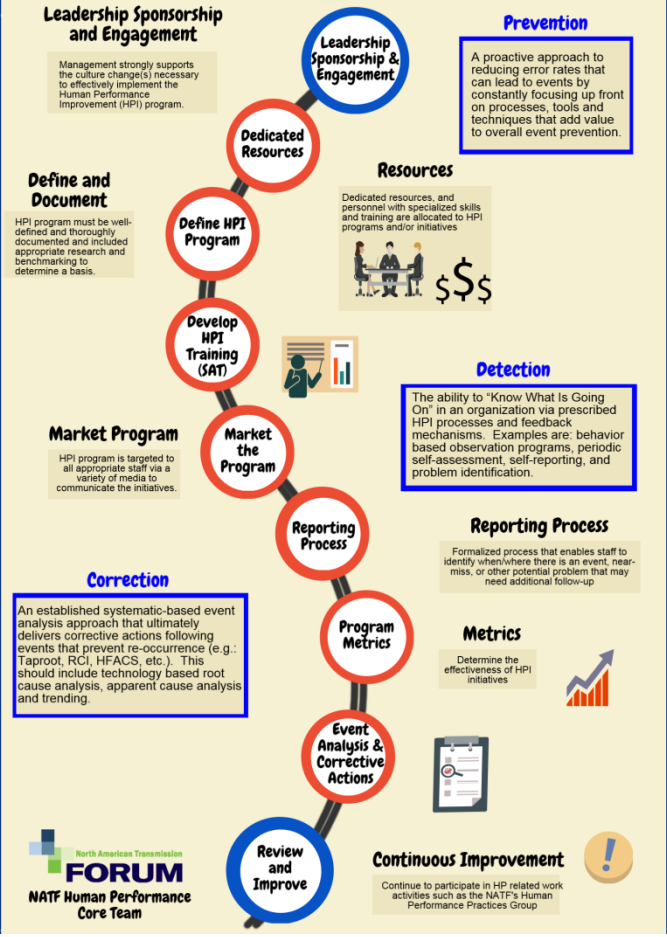 Leadership Sponsorship
and Engagement
Management strongly supports
the culture change(s) necessary
to effectively implement the
Human Performance
Improvement (HPI) program.
Leadership
Sponsorship &
Engagement
Prevention
A proactive approach to
reducing error rates that
can lead to events by
constantly focusing up front
on processes, tools and
techniques that add value
to overall event prevention.
Dedicated
Resources
Resources
Dedicated resources, and
personnel with specialized skills
and training are allocated to HPI
programs and/or initiatives
$$$
Define and
Document
HPI program must be well-
defined and thoroughly
documented and included
appropriate research and
benchmarking to
determine a basis.
Define HPI
Program
Develop
HPI
Training
(SAT)
Detection
The ability to “Know What Is Going
On” in an organization via prescribed
HPI processes and feedback
mechanisms. Examples are: behavior
based observation programs, periodic
self-assessment, self-reporting, and
problem identification.
Market Program
HPI program is targeted to
all appropriate staff via a
variety of media to
communicate the initiatives.
Market
the
Program
Reporting
Process
Reporting Process
Formalized process that enables staff to
identify when/where there is an event, near-
miss, or other potential problem that may
need additional follow-up
Correction
An established systematic-based event
analysis approach that ultimately
delivers corrective actions following
events that prevent re-occurrence (e.g.:
Taproot, RCI, HFACS, etc.). This
should include technology based root
cause analysis, apparent cause analysis
and trending.
Program
Metrics
Metrics
Determine the
effectiveness of HPI
initiatives
Event
Analysis &
Corrective
Actions
Review
and
Improve
Continuous Improvement
Continue to participate in HP related work
activities such as the NATF's Human
Performance Practices Group
!
North American Transmission
FORUM
NATF Human Performance
Core Team